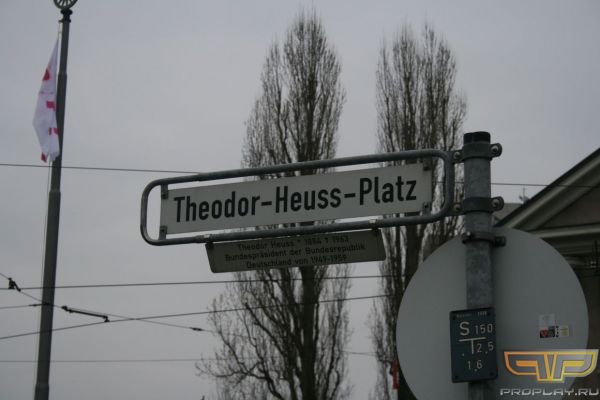 Theodor-Heuss-Platz
Theodor Heuss * 1884 † 1963
Bundespräsident der Bundesrepublik
Deutschland von 1949-1959
S 150
T 2,5
1,6
PROPLAY.RU